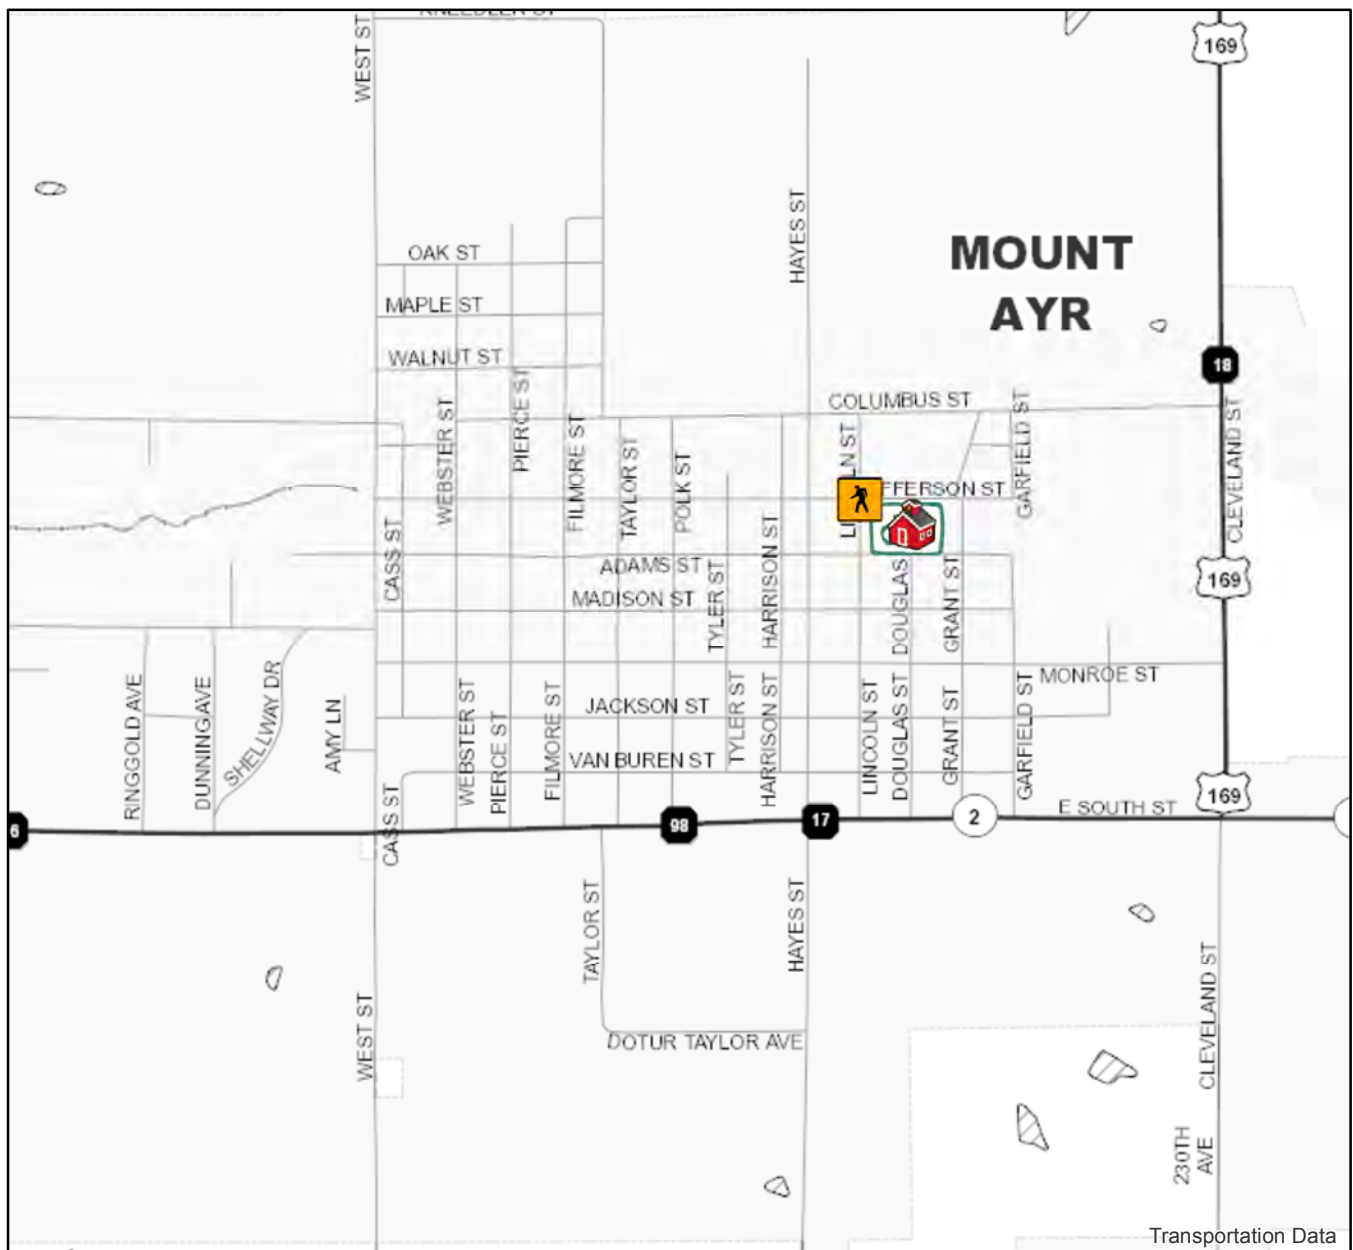 KNEEDLER ST
WEST ST
169
HAYES ST
MOUNT
AYR
OAK ST
MAPLE ST
WALNUT ST
18
COLUMBUS ST
WEBSTER ST
PIERCE ST
FILMORE ST
TAYLOR ST
POLK ST
GARFIELD ST
CLEVELAND ST
FFERSON ST
CASS ST
ADAMS ST
MADISON ST
TYLER ST
HARRISON ST
DOUGLAS
GRANT ST
169
MONROE ST
RINGGOLD AVE
DUNNING AVE
SHELLWAY DR
AMY LN
WEBSTER ST
PIERCE ST
FILMORE ST
JACKSON ST
TYLER ST
HARRISON ST
LINCOLN ST
DOUGLAS ST
GRANT ST
GARFIELD ST
VAN BUREN ST
CASS ST
6
98
17
2
E SOUTH ST
169
TAYLOR ST
HAYES ST
CLEVELAND ST
WEST ST
DOTUR TAYLOR AVE
230TH
AVE
Transportation Data